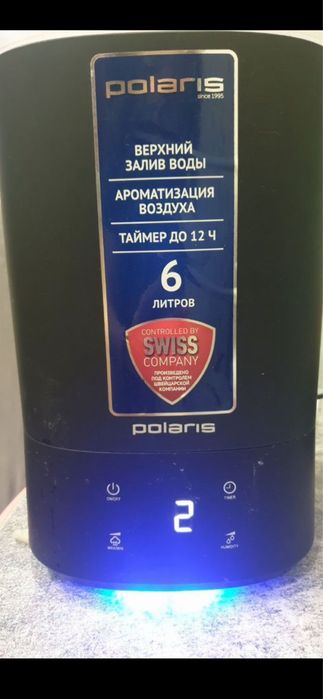 polaris
since 1995
ВЕРХНИЙ
ЗАЛИВ ВОДЫ
АРОМАТИЗАЦИЯ
ВОЗДУХА
ТАЙМЕР ДО 12 Ч
6
ЛИТРОВ
CONTROLLED BY
SWISS
COMPANY
ПРОИЗВЕДЕНО
ПОД КОНТРОЛЕМ
ШВЕЙЦАРСКОЙ
КОМПАНИИ
polaris
ON/OFF
TIMER
2
HUMIDITY